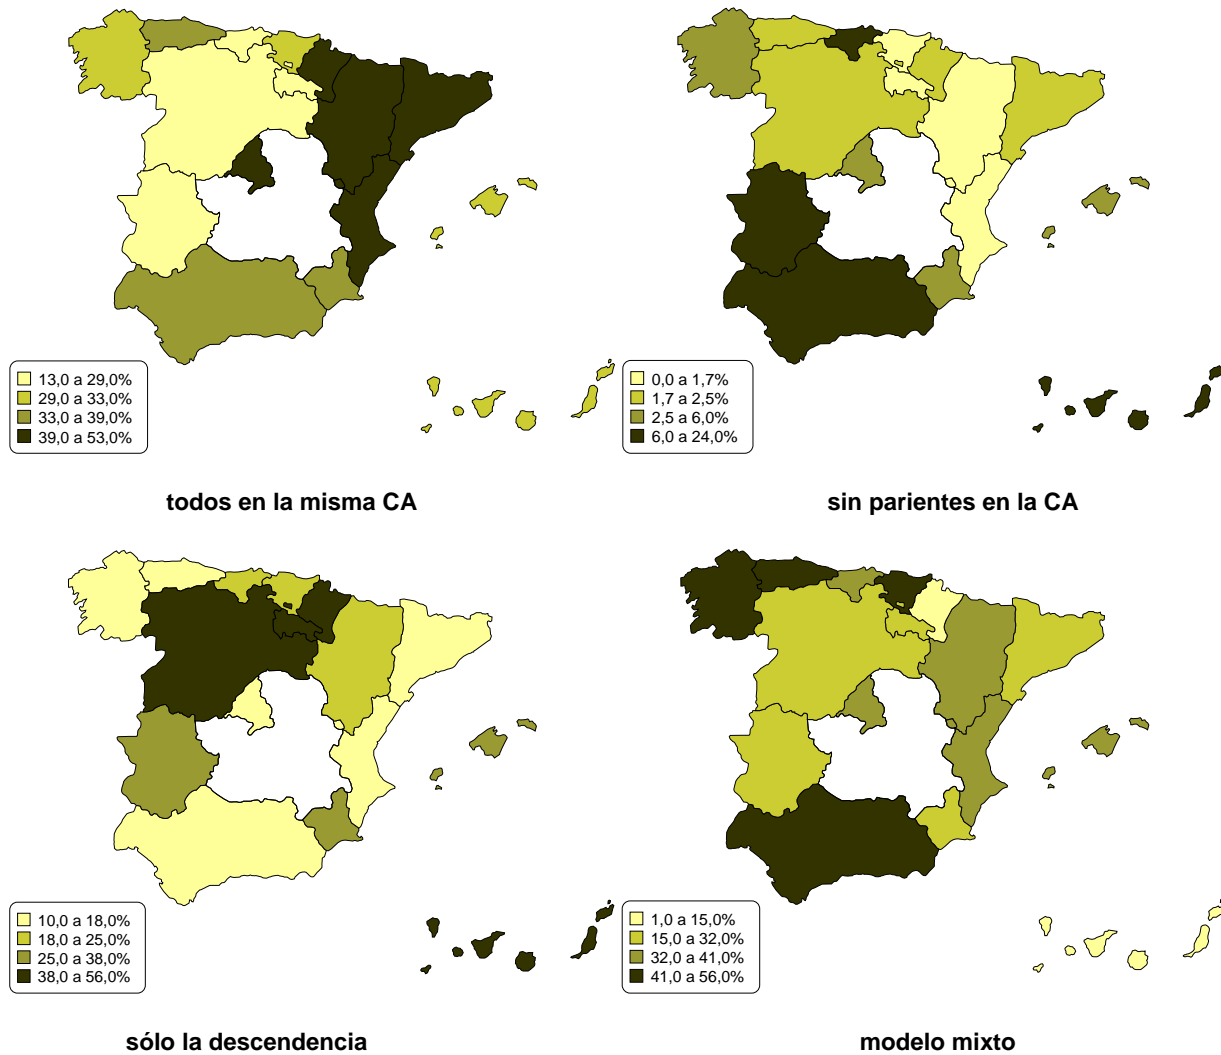 13,0 a 29,0%
29,0 a 33,0%
33,0 a 39,0%
39,0 a 53,0%
todos en la misma CA
0,0 a 1,7%
1,7 a 2,5%
2,5 a 6,0%
6,0 a 24,0%
sin parientes en la CA
10,0 a 18,0%
18,0 a 25,0%
25,0 a 38,0%
38,0 a 56,0%
sólo la descendencia
1,0 a 15,0%
15,0 a 32,0%
32,0 a 41,0%
41,0 a 56,0%
modelo mixto